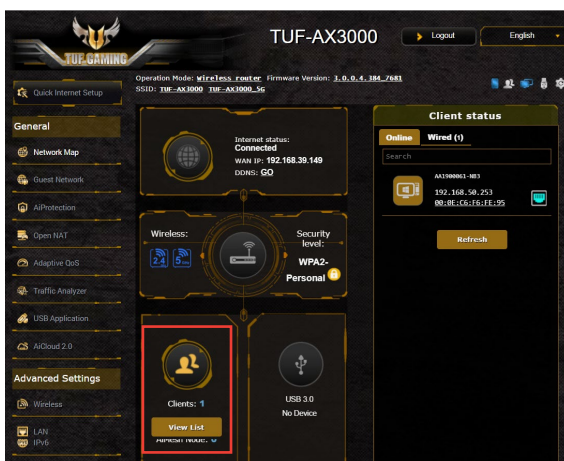 TUF GAMING
TUF-AX3000
Logout
English
Operation Mode: Wireless router Firmware Version: 3.0.0.4.384_7681
SSID: TUF-AX3000 TUF-AX3000_5G
Quick Internet Setup
General
Network Map
Guest Network
AiProtection
Open NAT
Adaptive QoS
Traffic Analyzer
USB Application
AiCloud 2.0
Advanced Settings
Wireless
LAN
IPv6
Internet status:
Connected
WAN IP: 192.168.39.149
DDNS: GO
Wireless:
2.4
5
Security
level:
WPA2-
Personal
Clients: 1
View List
AiMesh Node: 0
USB 3.0
No Device
Client status
Online Wired (1)
Search
AA1900061-NB3
192.168.50.253
00:0E:C6:F6:FE:95
Refresh